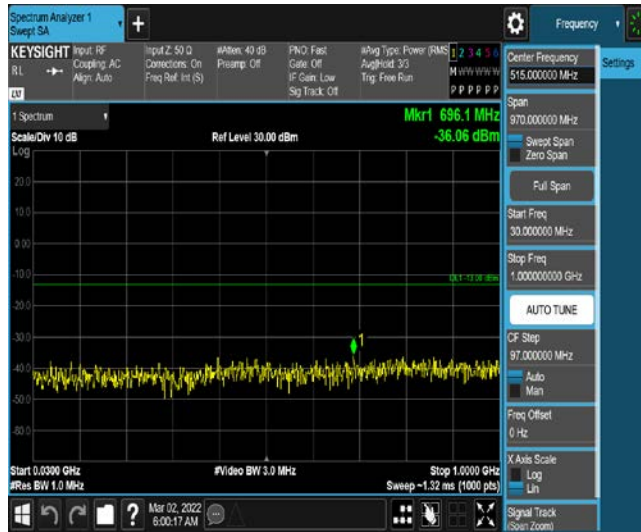 Spectrum Analyzer 1
Swept SA
+
Frequency
KEYSIGHT
RL
Input: RF
Coupling: AC
Align: Auto
Input Z: 50 Ω
Corrections: On
Freq Ref: Int (S)
#Atten: 40 dB
Preamp: Off
PNO: Fast
Gate: Off
IF Gain: Low
Sig Track: Off
#Avg Type: Power (RMS
Avg|Hold: 3/3
Trig: Free Run
1 2 3 4 5 6
M W W W W W
P P P P P P
1 Spectrum
Scale/Div 10 dB
Log
Ref Level 30.00 dBm
Mkr1 696.1 MHz
-36.06 dBm
20.0
10.0
0.00
-10.0
-20.0
-30.0
-40.0
-50.0
-60.0
1
Start 0.0300 GHz
#Res BW 1.0 MHz
#Video BW 3.0 MHz
Stop 1.0000 GHz
Sweep ~1.32 ms (1000 pts)
Center Frequency
515.000000 MHz
Settings
Span
970.000000 MHz
Swept Span
Zero Span
Full Span
Start Freq
30.000000 MHz
Stop Freq
1.000000000 GHz
AUTO TUNE
CF Step
97.000000 MHz
Auto
Man
Freq Offset
0 Hz
X Axis Scale
Log
Lin
Signal Track
(Span Zoom)
?
Mar 02, 2022
6:00:17 AM